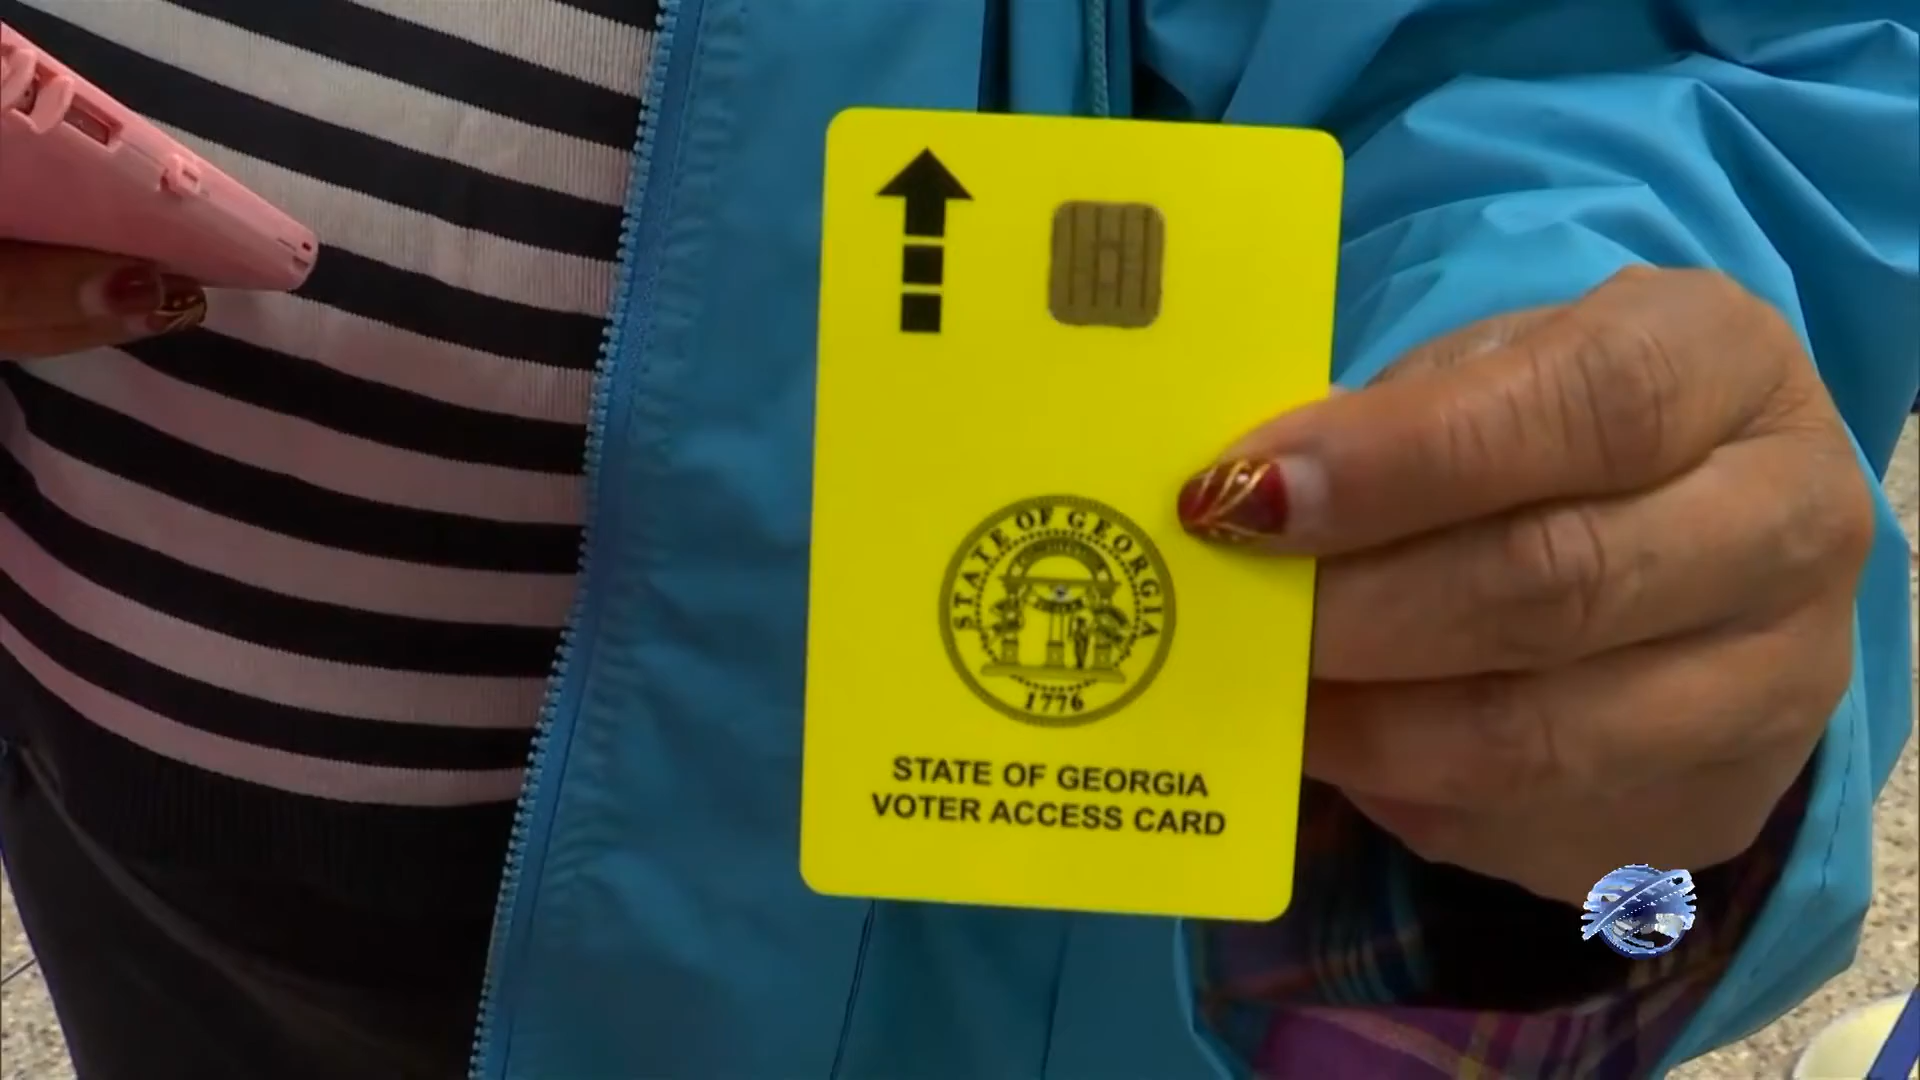 STATE OF GEORGIA
1776
STATE OF GEORGIA
VOTER ACCESS CARD